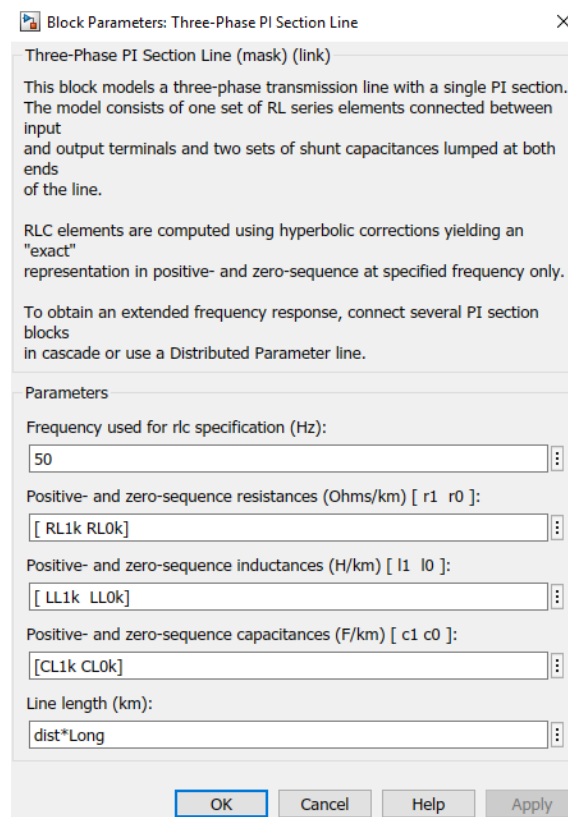 Block Parameters: Three-Phase PI Section Line
Three-Phase PI Section Line (mask) (link)
This block models a three-phase transmission line with a single PI section.
The model consists of one set of RL series elements connected between
input
and output terminals and two sets of shunt capacitances lumped at both
ends
of the line.
RLC elements are computed using hyperbolic corrections yielding an
"exact"
representation in positive- and zero-sequence at specified frequency only.
To obtain an extended frequency response, connect several PI section
blocks
in cascade or use a Distributed Parameter line.
Parameters
Frequency used for rlc specification (Hz):
50
Positive- and zero-sequence resistances (Ohms/km) [ r1  r0 ]:
[ RL1k RL0k]
Positive- and zero-sequence inductances (H/km) [ l1  l0 ]:
[ LL1k  LL0k]
Positive- and zero-sequence capacitances (F/km) [ c1 c0 ]:
[CL1k CL0k]
Line length (km):
dist*Long
OK Cancel Help Apply